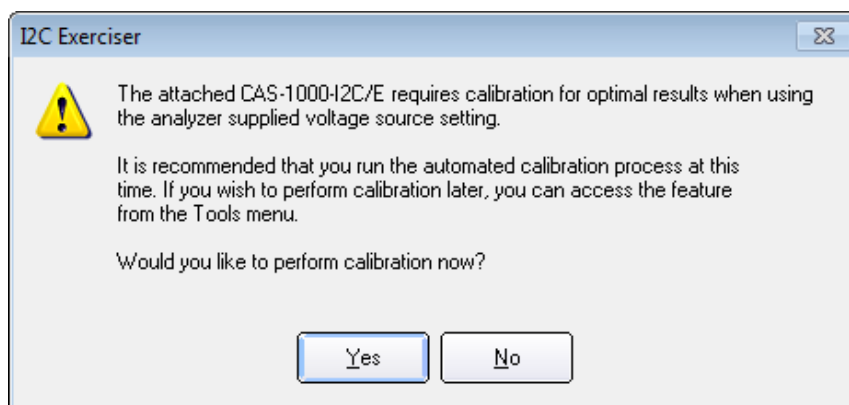 I2C Exerciser
The attached CAS-1000-I2C/E requires calibration for optimal results when using
the analyzer supplied voltage source setting.
It is recommended that you run the automated calibration process at this
time. If you wish to perform calibration later, you can access the feature
from the Tools menu.
Would you like to perform calibration now?
Yes
No